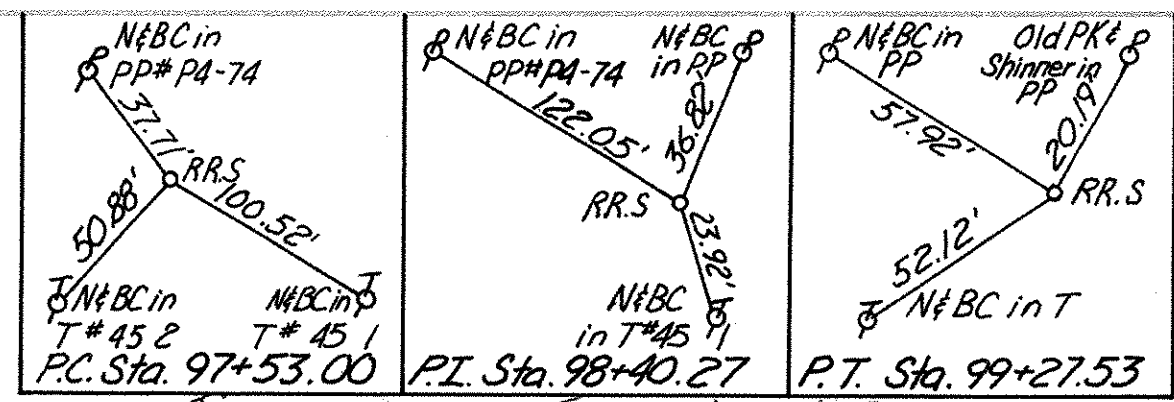 N&BC in
PP# P4-74
37.71'
RR.S
50.88'
100.52'
N&BC in
T# 45 2
N&BC in
T# 45 1
P.C. Sta. 97+53.00
N&BC in
PP# P4-74
N&BC
in PP
122.05'
36.82'
RR.S
23.92'
N&BC
in T#45 1
P.I. Sta. 98+40.27
N&BC in
PP
Old PK &
Shinner in
PP
57.92'
20.19'
RR.S
52.12'
N&BC in T
P.T. Sta. 99+27.53